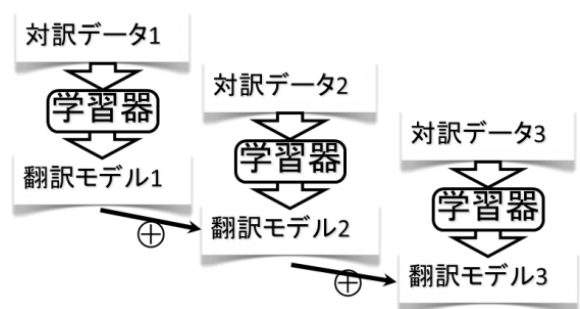 対訳データ1
学習器
翻訳モデル1
⊕
対訳データ2
学習器
翻訳モデル2
⊕
対訳データ3
学習器
翻訳モデル3